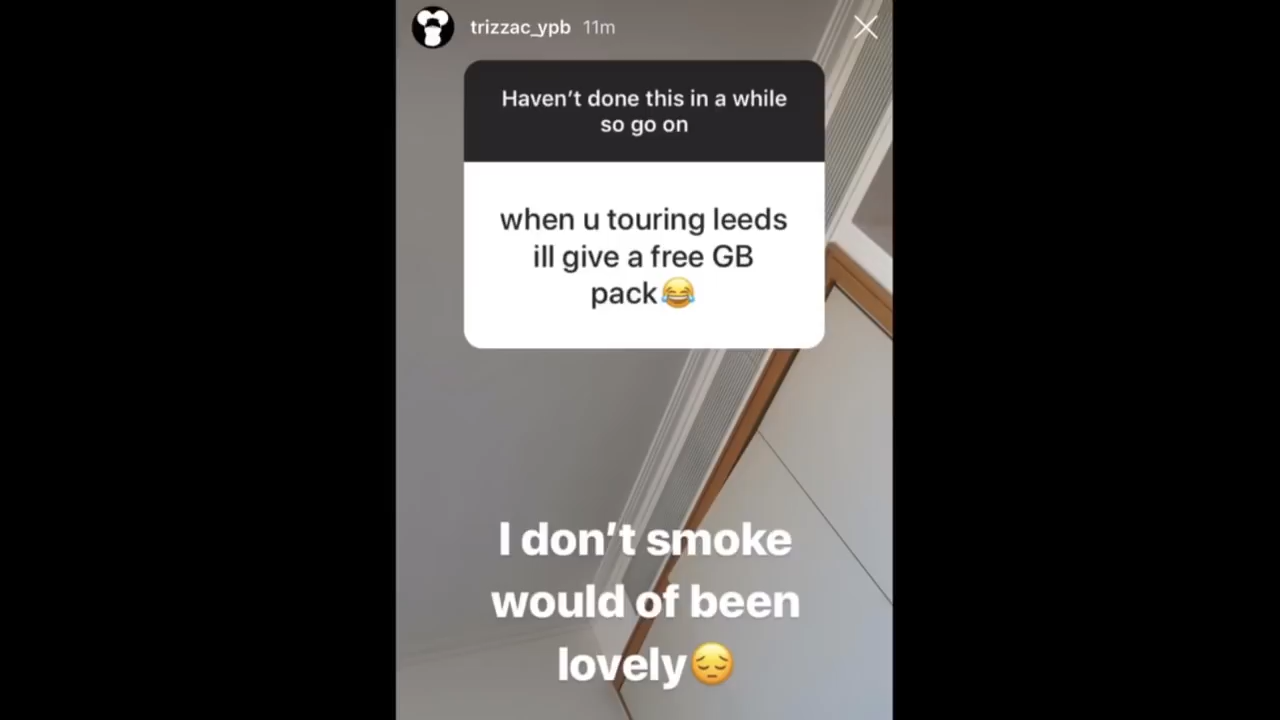 trizzac_ypb 11m
Haven’t done this in a while
so go on
when u touring leeds
ill give a free GB
pack😂
I don’t smoke
would of been
lovely😔